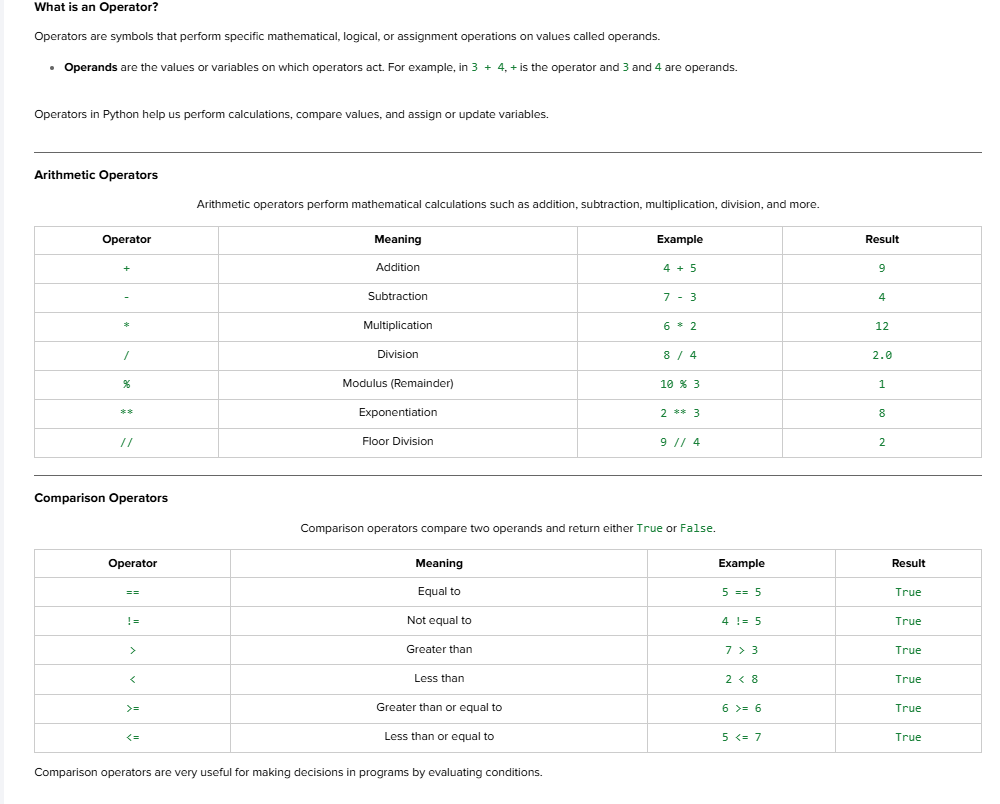 What is an Operator?
Operators are symbols that perform specific mathematical, logical, or assignment operations on values called operands.
• Operands are the values or variables on which operators act. For example, in 3 + 4, + is the operator and 3 and 4 are operands.
Operators in Python help us perform calculations, compare values, and assign or update variables.
Arithmetic Operators
Arithmetic operators perform mathematical calculations such as addition, subtraction, multiplication, division, and more.
Operator Meaning Example Result
+ Addition 4 + 5 9
- Subtraction 7 - 3 4
* Multiplication 6 * 2 12
/ Division 8 / 4 2.0
% Modulus (Remainder) 10 % 3 1
** Exponentiation 2 ** 3 8
// Floor Division 9 // 4 2
Comparison Operators
Comparison operators compare two operands and return either True or False.
Operator Meaning Example Result
== Equal to 5 == 5 True
!= Not equal to 4 != 5 True
> Greater than 7 > 3 True
< Less than 2 < 8 True
>= Greater than or equal to 6 >= 6 True
<= Less than or equal to 5 <= 7 True
Comparison operators are very useful for making decisions in programs by evaluating conditions.